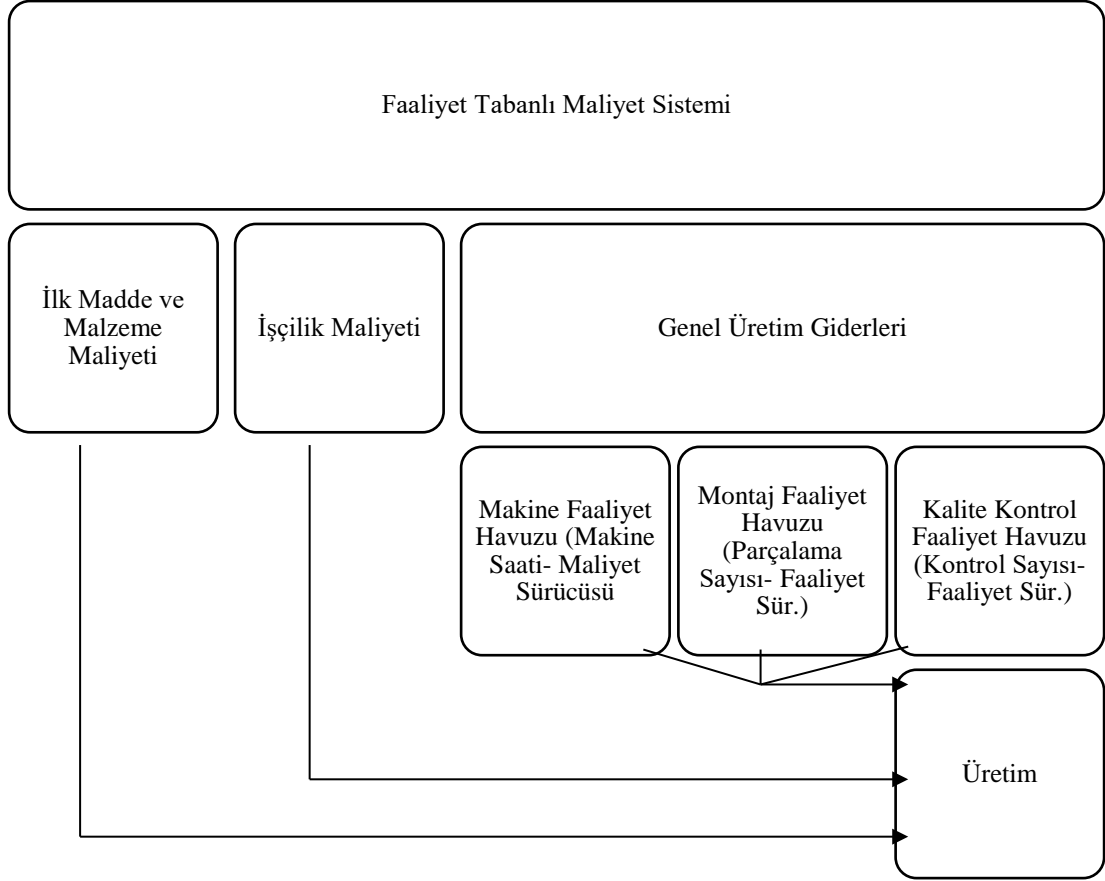 Faaliyet Tabanlı Maliyet Sistemi
İlk Madde ve
Malzeme
Maliyeti
İşçilik Maliyeti
Genel Üretim Giderleri
Makine Faaliyet
Havuzu (Makine
Saati- Maliyet
Sürücüsü
Montaj Faaliyet
Havuzu
(Parçalama
Sayısı- Faaliyet
Sür.)
Kalite Kontrol
Faaliyet Havuzu
(Kontrol Sayısı-
Faaliyet Sür.)
Üretim